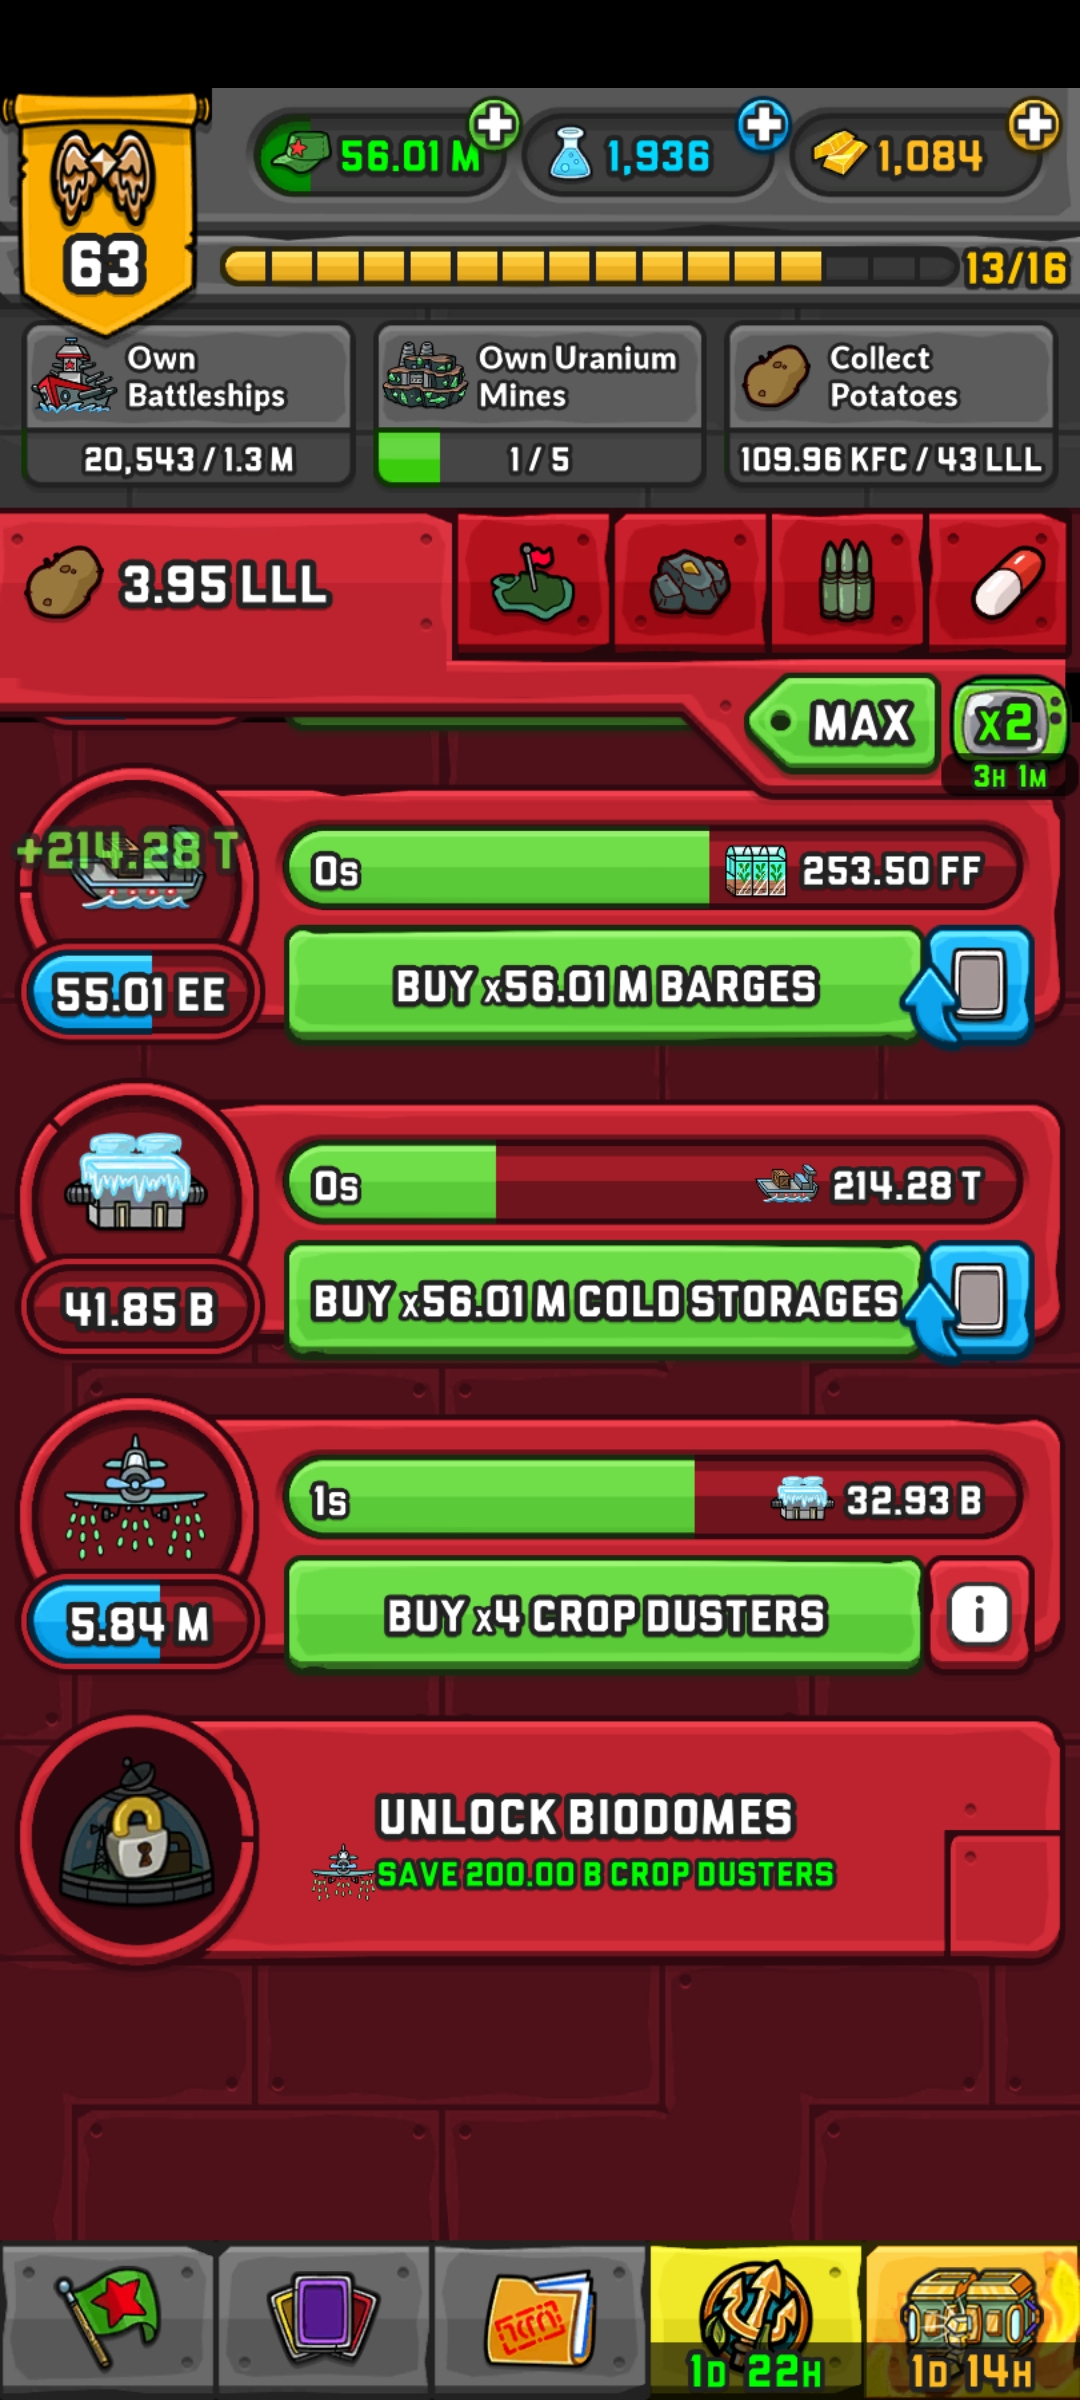 56.01 M
1,936
1,084
63
13/16
Own
Battleships
20,543 / 1.3 M
Own Uranium
Mines
1 / 5
Collect
Potatoes
109.96 KFC / 43 LLL
3.95 LLL
MAX
x2
3H 1M
+214.28 T
0s
253.50 FF
55.01 EE
BUY x56.01 M BARGES
0s
214.28 T
41.85 B
BUY x56.01 M COLD STORAGES
1s
32.93 B
5.84 M
BUY x4 CROP DUSTERS
i
UNLOCK BIODOMES
SAVE 200.00 B CROP DUSTERS
1D 22H
1D 14H